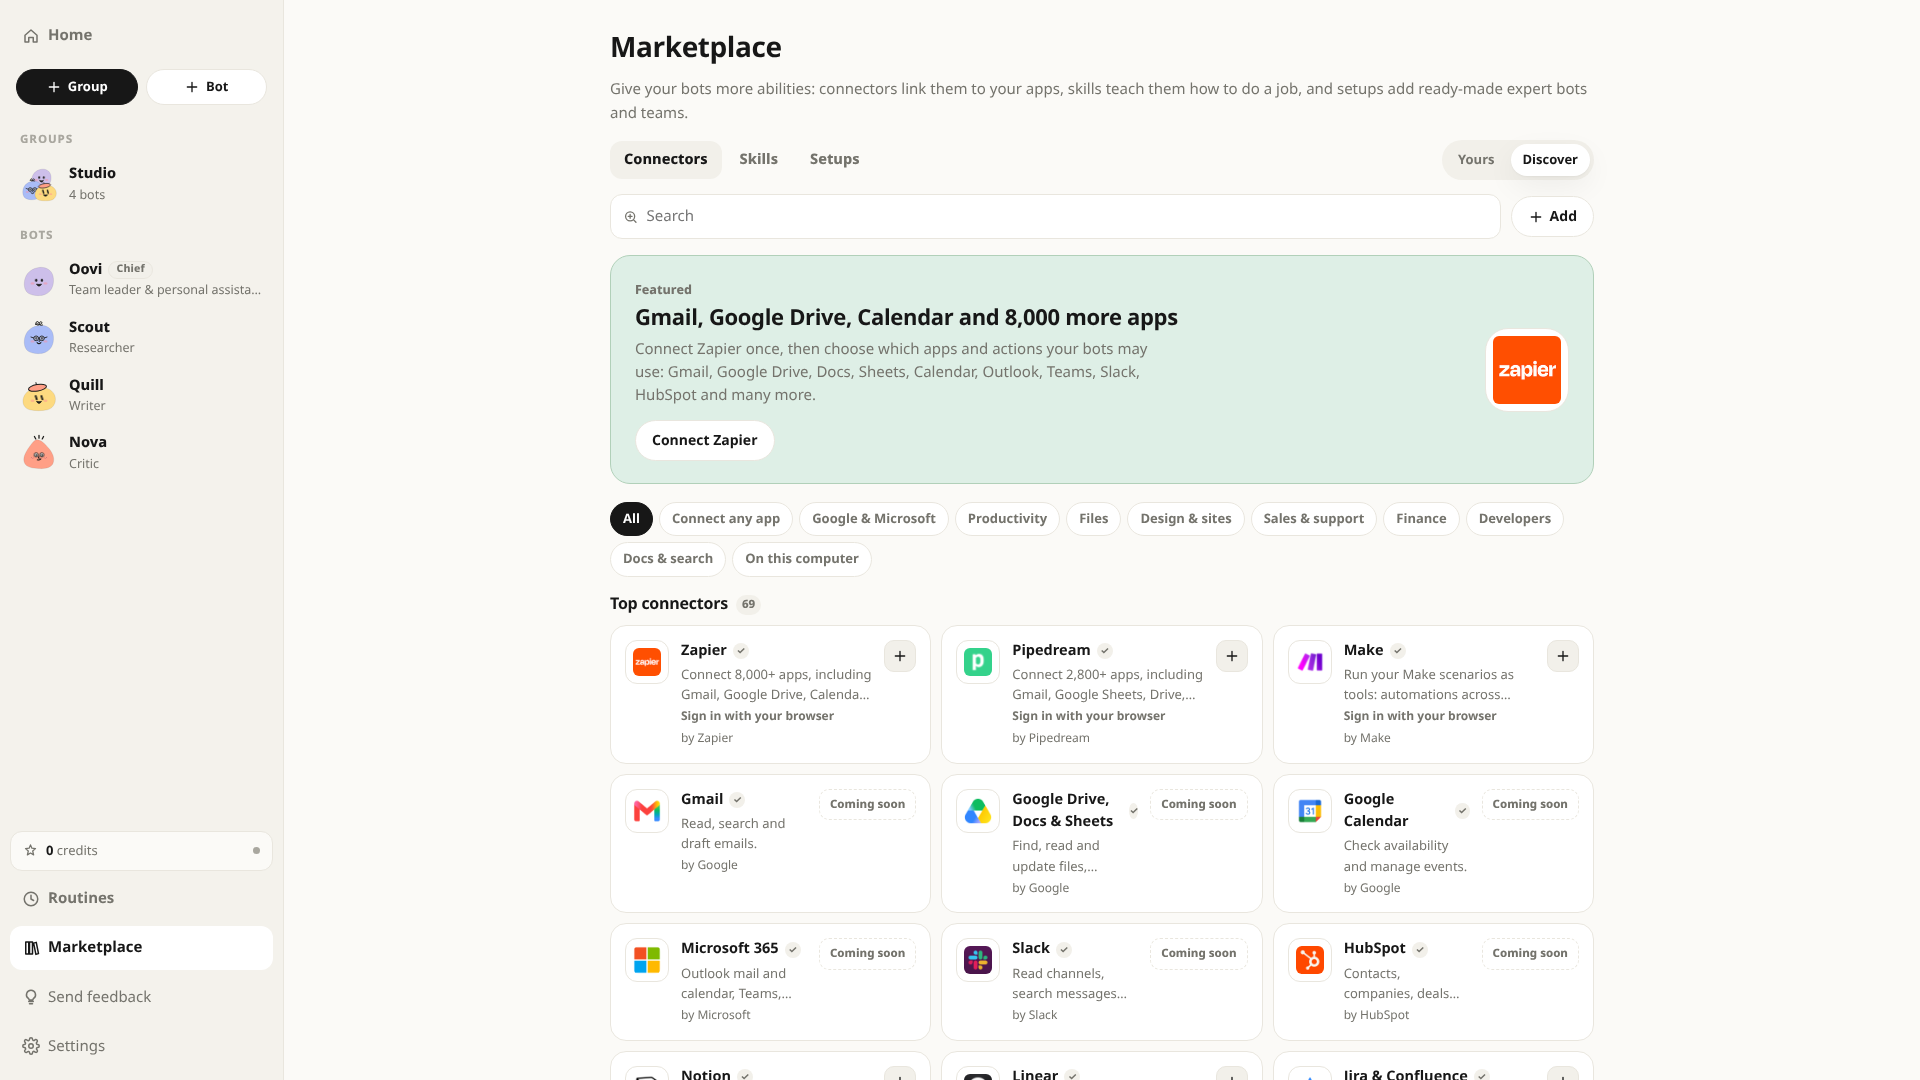 Home
+ Group
+ Bot
GROUPS
Studio
4 bots
BOTS
Oovi Chief
Team leader & personal assista...
Scout
Researcher
Quill
Writer
Nova
Critic
0 credits
Routines
Marketplace
Send feedback
Settings
Marketplace
Give your bots more abilities: connectors link them to your apps, skills teach them how to do a job, and setups add ready-made expert bots
and teams.
Connectors Skills Setups
Yours Discover
Search
+ Add
Featured
Gmail, Google Drive, Calendar and 8,000 more apps
Connect Zapier once, then choose which apps and actions your bots may
use: Gmail, Google Drive, Docs, Sheets, Calendar, Outlook, Teams, Slack,
HubSpot and many more.
Connect Zapier
zapier
All Connect any app Google & Microsoft Productivity Files Design & sites Sales & support Finance Developers
Docs & search On this computer
Top connectors 69
zapier
Zapier
Connect 8,000+ apps, including
Gmail, Google Drive, Calenda...
Sign in with your browser
by Zapier
Pipedream
Connect 2,800+ apps, including
Gmail, Google Sheets, Drive,...
Sign in with your browser
by Pipedream
Make
Run your Make scenarios as
tools: automations across...
Sign in with your browser
by Make
Gmail
Coming soon
Read, search and
draft emails.
by Google
Google Drive,
Docs & Sheets
Coming soon
Find, read and
update files,...
by Google
31
Google
Calendar
Coming soon
Check availability
and manage events.
by Google
Microsoft 365
Coming soon
Outlook mail and
calendar, Teams,...
by Microsoft
Slack
Coming soon
Read channels,
search messages...
by Slack
HubSpot
Coming soon
Contacts,
companies, deals...
by HubSpot
Notion
Linear
Jira & Confluence